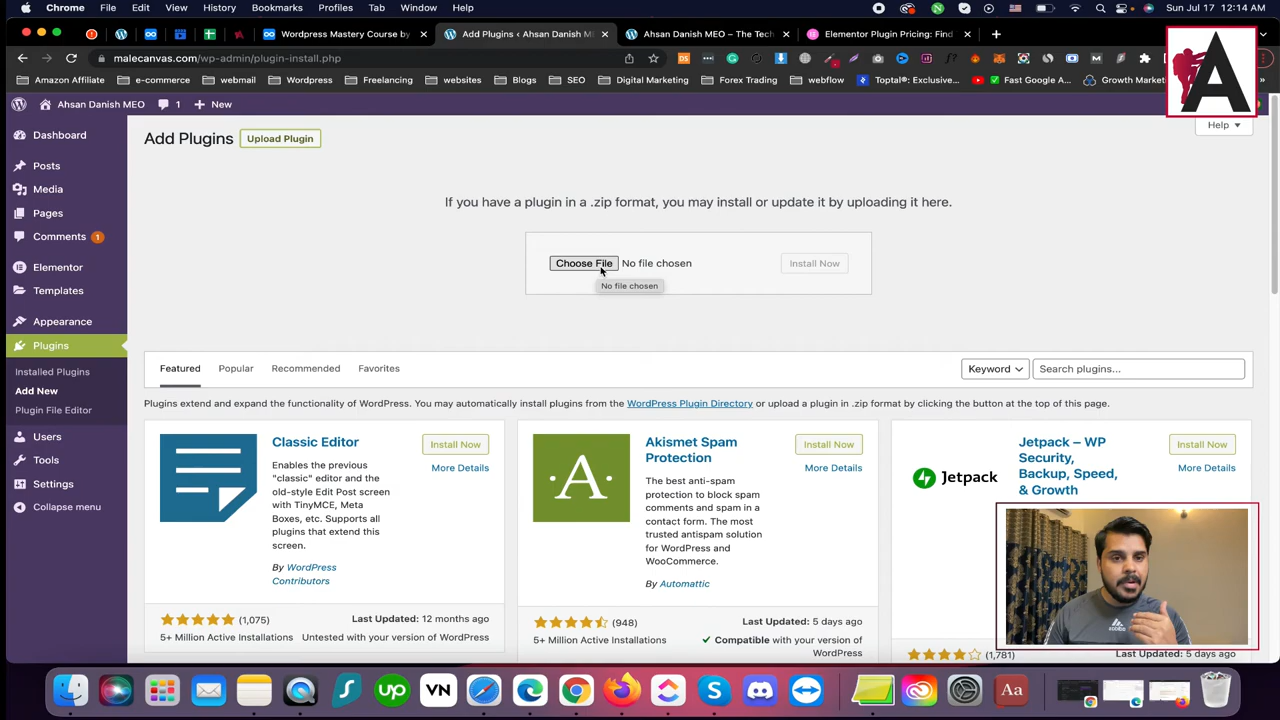 Chrome File Edit View History Bookmarks Profiles Tab Window Help
Sun Jul 17 12:14 AM
Wordpress Mastery Course by
Add Plugins ‹ Ahsan Danish ME
Ahsan Danish MEO – The Tech
Elementor Plugin Pricing: Find
malecanvas.com/wp-admin/plugin-install.php
Amazon Affiliate e-commerce webmail Wordpress Freelancing websites Blogs SEO Digital Marketing Forex Trading webflow Toptal: Exclusive... Fast Google A... Growth Marketi
Ahsan Danish MEO 1 New
Dashboard
Posts
Media
Pages
Comments 1
Elementor
Templates
Appearance
Plugins
Installed Plugins
Add New
Plugin File Editor
Users
Tools
Settings
Collapse menu
Add Plugins Upload Plugin
Help
If you have a plugin in a .zip format, you may install or update it by uploading it here.
Choose File No file chosen Install Now
No file chosen
Featured Popular Recommended Favorites Keyword Search plugins...
Plugins extend and expand the functionality of WordPress. You may automatically install plugins from the WordPress Plugin Directory or upload a plugin in .zip format by clicking the button at the top of this page.
Classic Editor
Install Now
More Details
Enables the previous
"classic" editor and the
old-style Edit Post screen
with TinyMCE, Meta
Boxes, etc. Supports all
plugins that extend this
screen.
By WordPress
Contributors
(1,075)
Last Updated: 12 months ago
5+ Million Active Installations
Untested with your version of WordPress
A
Akismet Spam
Protection
Install Now
More Details
The best anti-spam
protection to block spam
comments and spam in a
contact form. The most
trusted antispam solution
for WordPress and
WooCommerce.
By Automattic
(948)
Last Updated: 5 days ago
5+ Million Active Installations
Compatible with your version of
WordPress
Jetpack
Jetpack – WP
Security,
Backup, Speed,
& Growth
Install Now
More Details
(1,781)
Last Updated: 5 days ago
A
up
VN
S
Aa